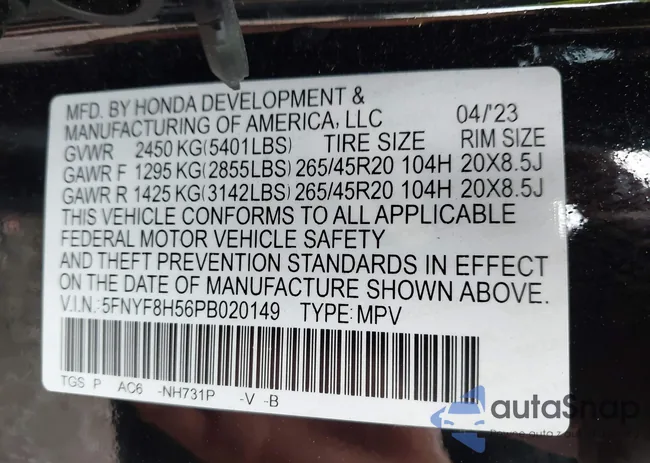 MFD. BY HONDA DEVELOPMENT &
MANUFACTURING OF AMERICA, LLC 04/'23
GVWR 2450 KG(5401LBS) TIRE SIZE RIM SIZE
GAWR F 1295 KG(2855LBS) 265/45R20 104H 20X8.5J
GAWR R 1425 KG(3142LBS) 265/45R20 104H 20X8.5J
THIS VEHICLE CONFORMS TO ALL APPLICABLE
FEDERAL MOTOR VEHICLE SAFETY
AND THEFT PREVENTION STANDARDS IN EFFECT
ON THE DATE OF MANUFACTURE SHOWN ABOVE.
V.I.N.:5FNYF8H56PB020149 TYPE:MPV
TGS P AC6 -NH731P -V -B
autoSnap